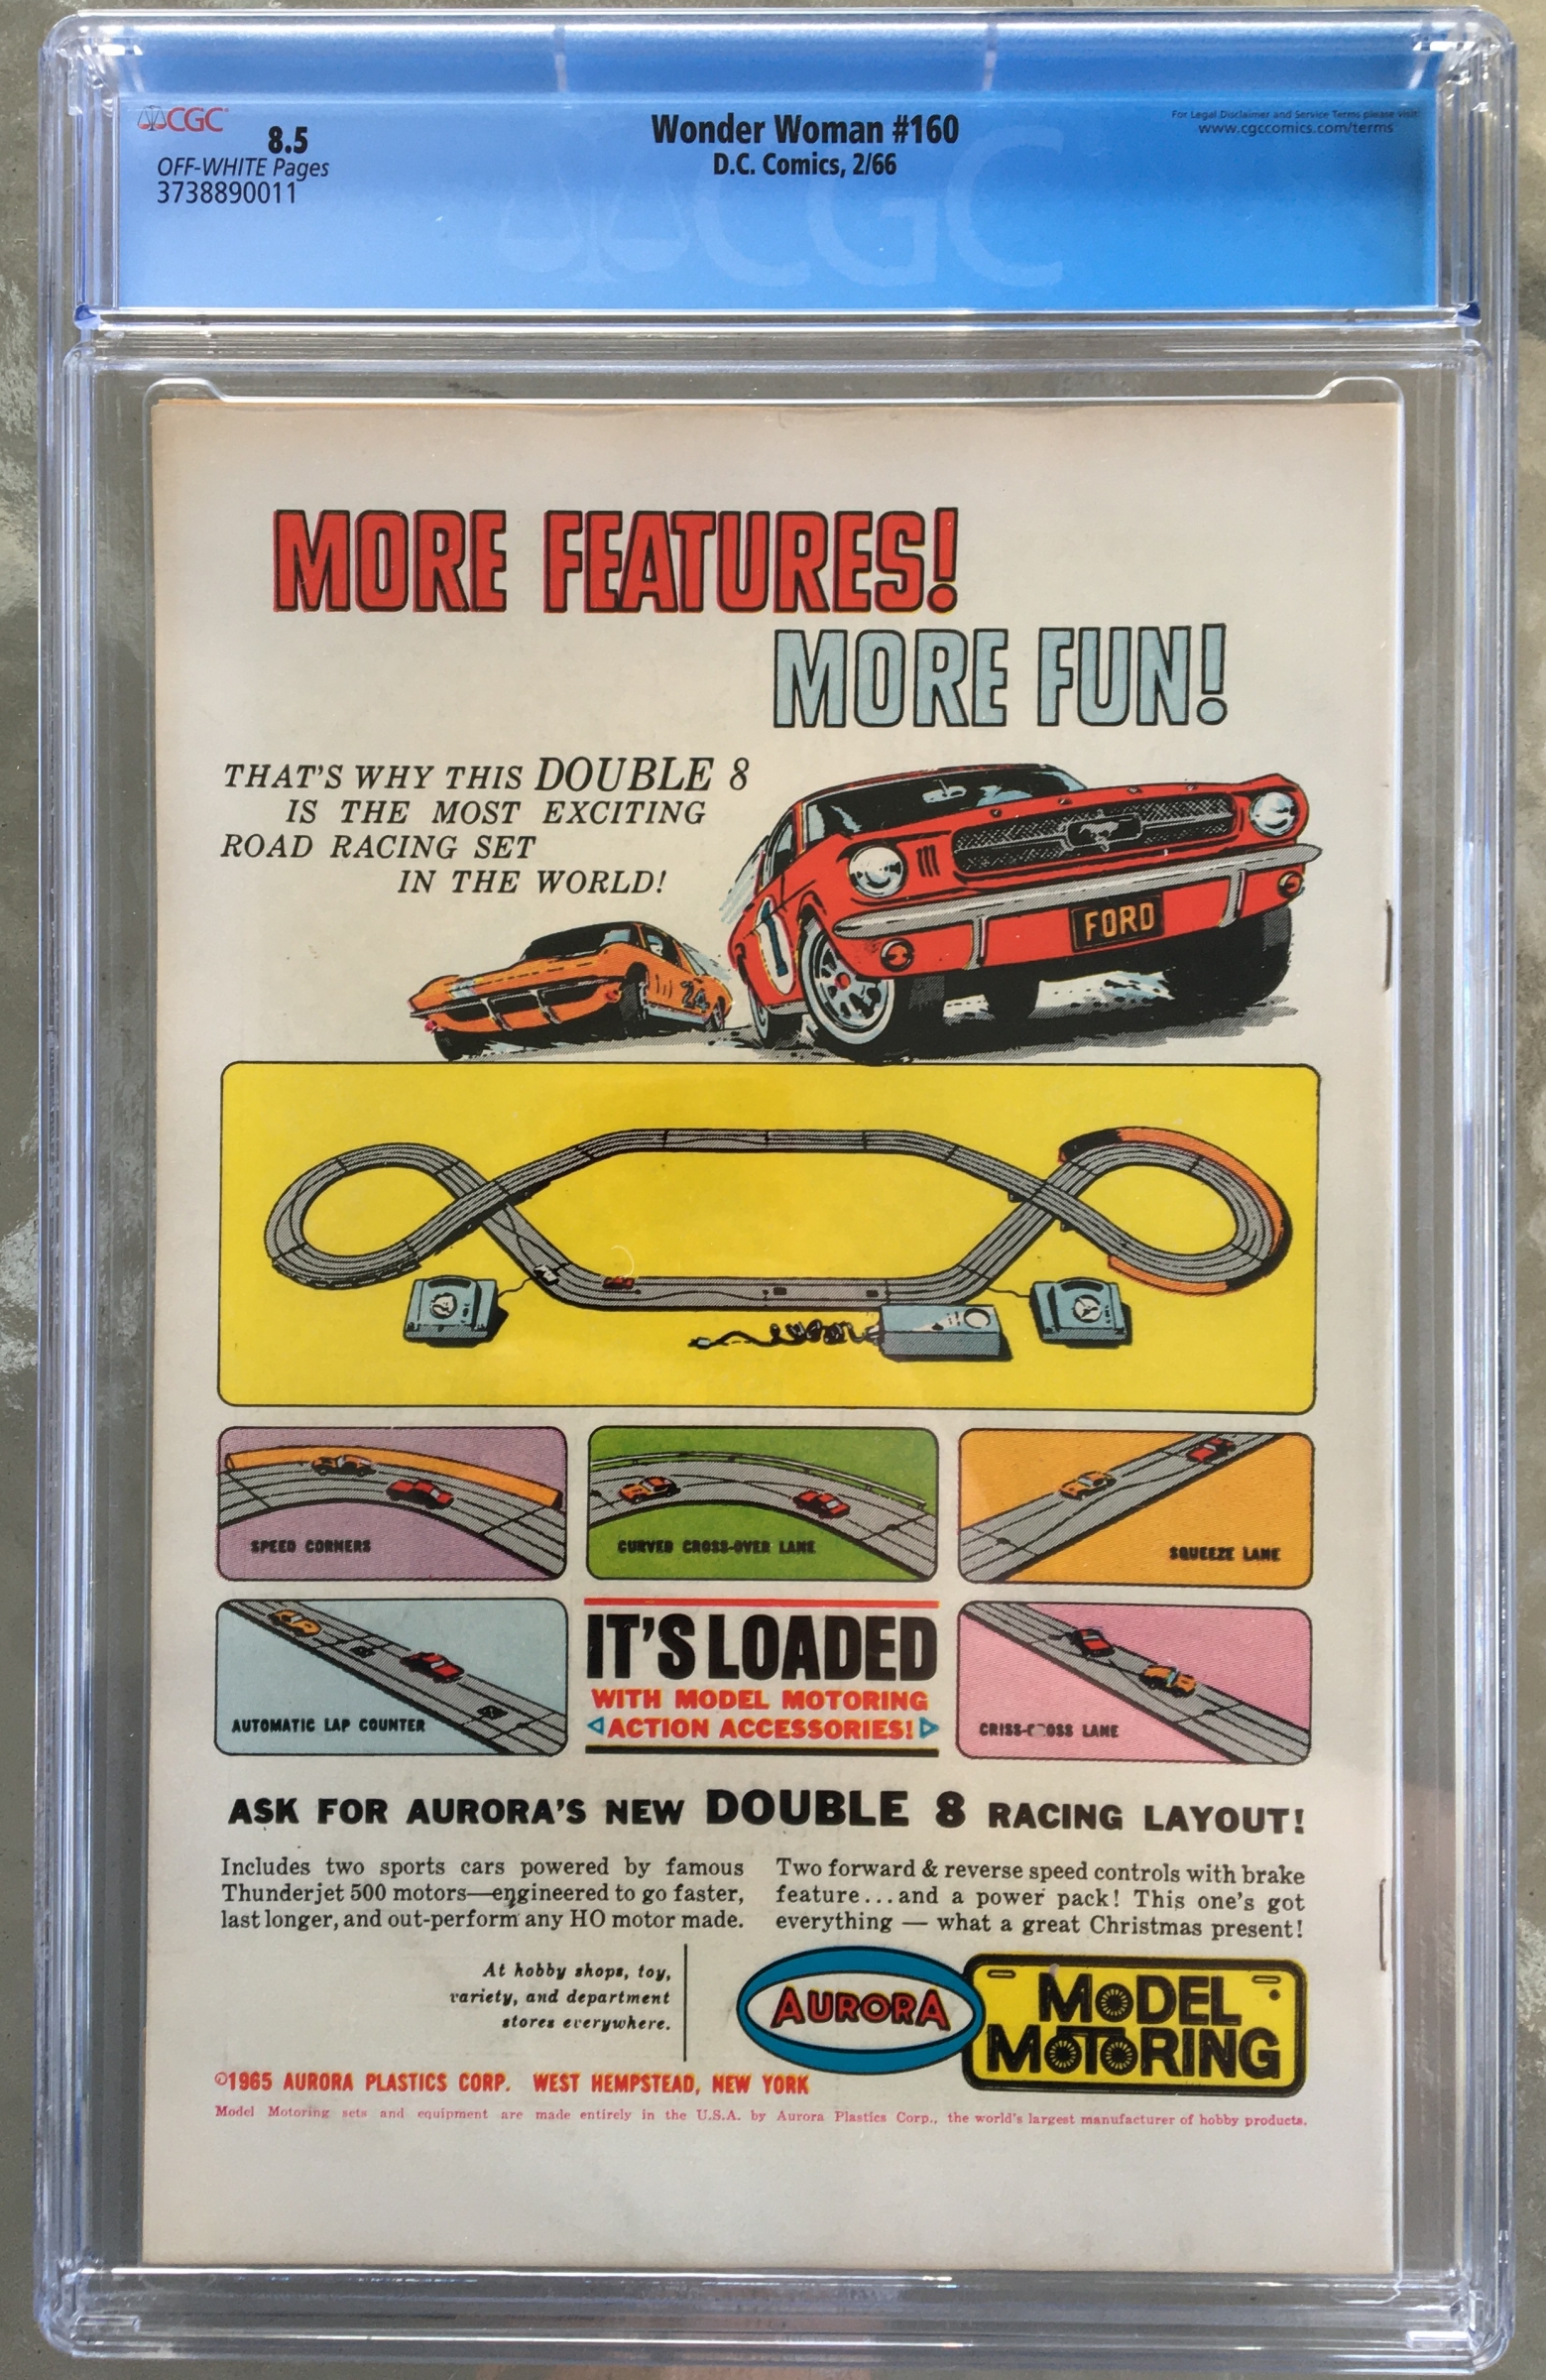 CGC
8.5
OFF-WHITE Pages
3738890011
Wonder Woman #160
D.C. Comics, 2/66
For Legal Disclaimer and Service Terms please visit
www.cgccomics.com/terms
CGC
MORE FEATURES!
MORE FUN!
THAT'S WHY THIS DOUBLE 8
IS THE MOST EXCITING
ROAD RACING SET
IN THE WORLD!
1
FORD
24
SPEED CORNERS
CURVED CROSS-OVER LANE
SQUEEZE LANE
AUTOMATIC LAP COUNTER
IT'S LOADED
WITH MODEL MOTORING
ACTION ACCESSORIES!
CRISS-CROSS LANE
ASK FOR AURORA'S NEW DOUBLE 8 RACING LAYOUT!
Includes two sports cars powered by famous
Thunderjet 500 motors—engineered to go faster,
last longer, and out-perform any HO motor made.
Two forward & reverse speed controls with brake
feature...and a power pack! This one's got
everything — what a great Christmas present!
At hobby shops, toy,
variety, and department
stores everywhere.
AURORA
MODEL
MOTORING
©1965 AURORA PLASTICS CORP. WEST HEMPSTEAD, NEW YORK
Model Motoring sets and equipment are made entirely in the U.S.A. by Aurora Plastics Corp., the world's largest manufacturer of hobby products.